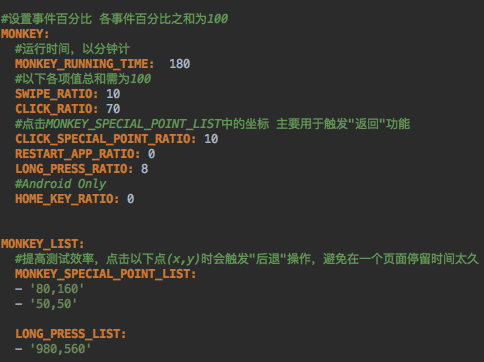 #设置事件百分比 各事件百分比之和为100
MONKEY:
#运行时间，以分钟计
MONKEY_RUNNING_TIME: 180
#以下各项值总和需为100
SWIPE_RATIO: 10
CLICK_RATIO: 70
#点击MONKEY_SPECIAL_POINT_LIST中的坐标 主要用于触发"返回"功能
CLICK_SPECIAL_POINT_RATIO: 10
RESTART_APP_RATIO: 0
LONG_PRESS_RATIO: 8
#Android Only
HOME_KEY_RATIO: 0
MONKEY_LIST:
#提高测试效率，点击以下点(x,y)时会触发"后退"操作，避免在一个页面停留时间太久
MONKEY_SPECIAL_POINT_LIST:
- '80,160'
- '50,50'
LONG_PRESS_LIST:
- '980,560'